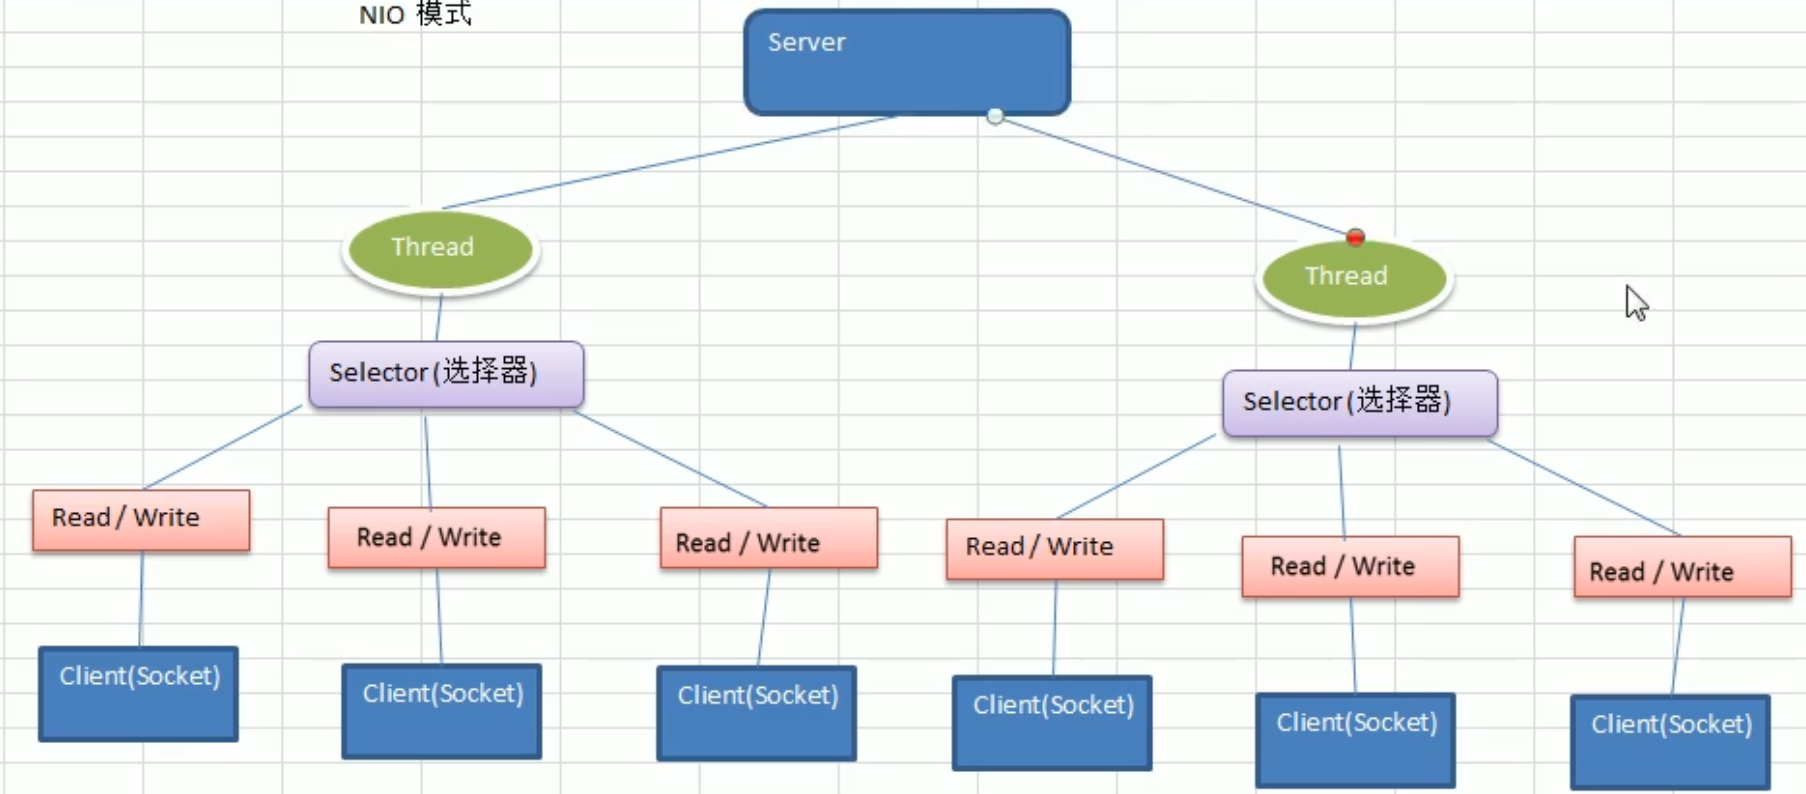 NIO 模式
Server
Thread
Thread
Selector(选择器)
Selector(选择器)
Read / Write
Read / Write
Read / Write
Read / Write
Read / Write
Read / Write
Client(Socket)
Client(Socket)
Client(Socket)
Client(Socket)
Client(Socket)
Client(Socket)